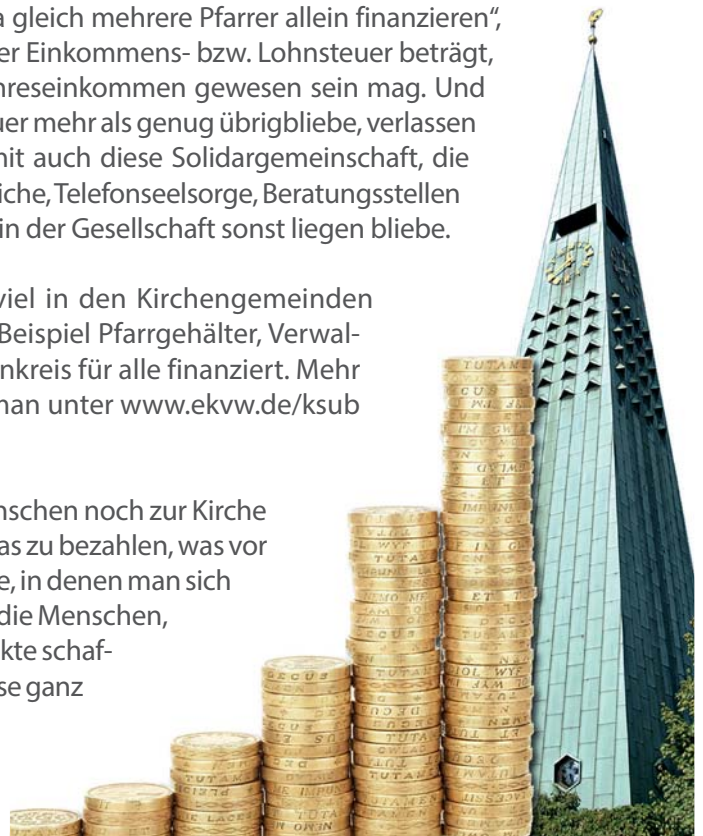 a gleich mehrere Pfarrer allein finanzieren“,
er Einkommens- bzw. Lohnsteuer beträgt,
hreseinkommen gewesen sein mag. Und
uer mehr als genug übrigbliebe, verlassen
mit auch diese Solidargemeinschaft, die
iche, Telefonseelsorge, Beratungsstellen
in der Gesellschaft sonst liegen bliebe.
viel in den Kirchengemeinden
Beispiel Pfarrgehälter, Verwal-
nkreis für alle finanziert. Mehr
man unter www.ekvw.de/ksub
nschen noch zur Kirche
as zu bezahlen, was vor
e, in denen man sich
die Menschen,
kte schaf-
se ganz